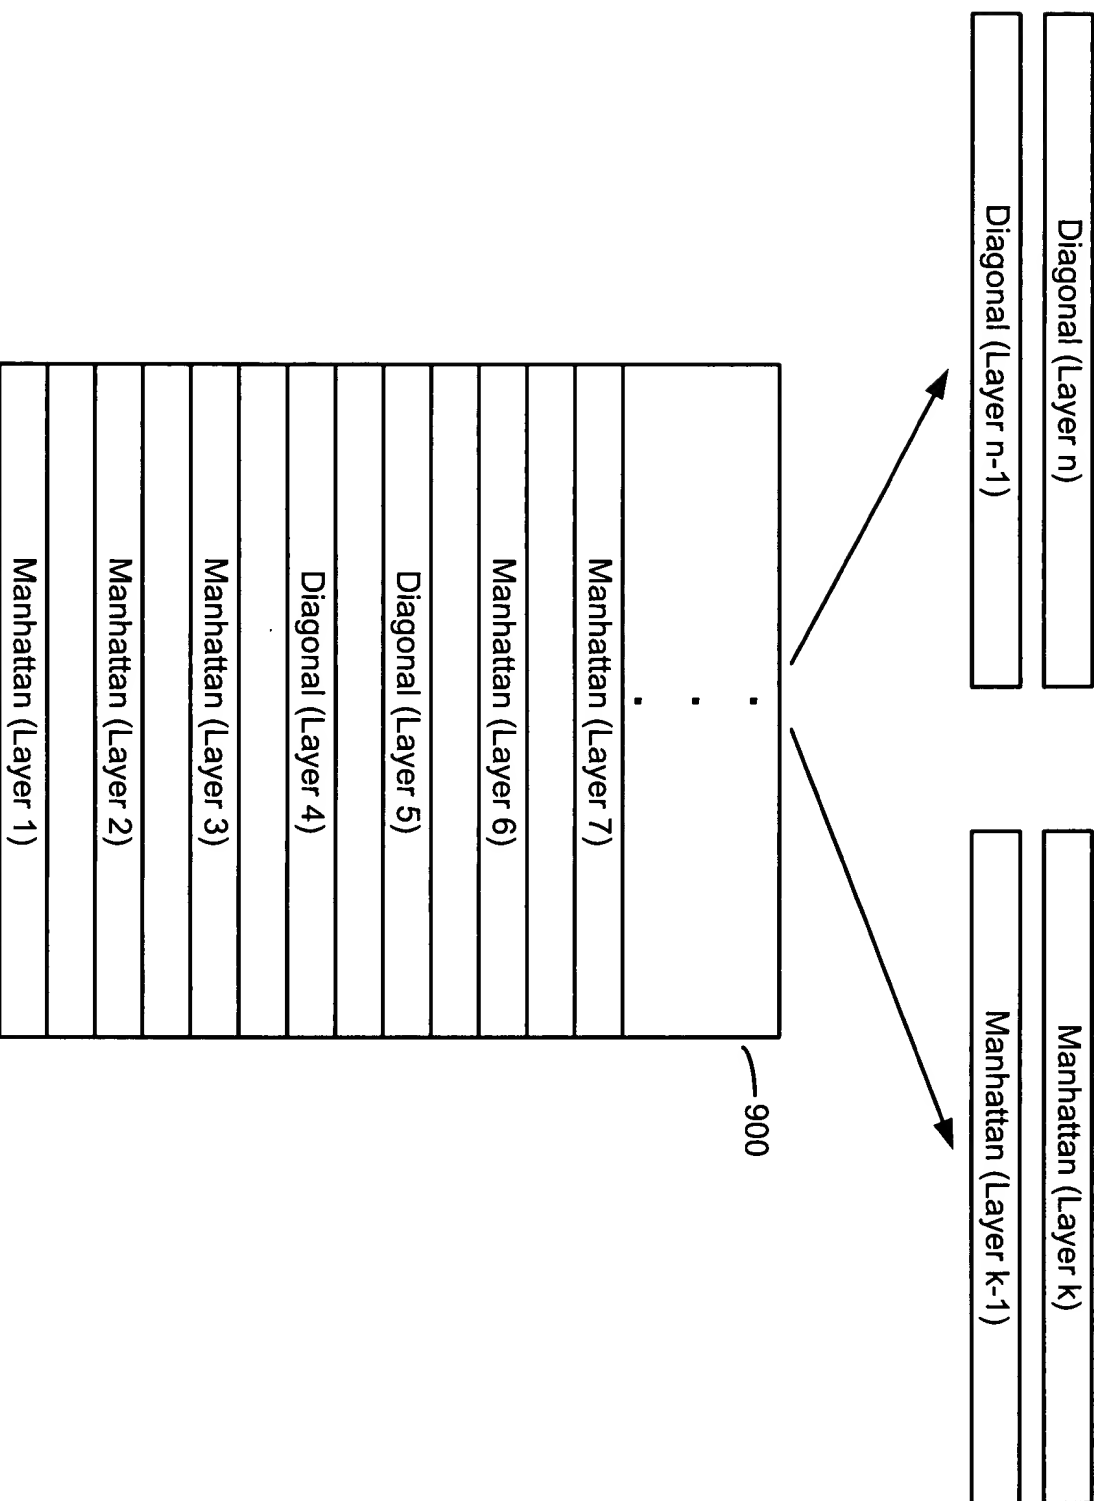 Diagonal (Layer n)
Manhattan (Layer k)
Diagonal (Layer n-1)
Manhattan (Layer k-1)
900
Manhattan (Layer 7)
Manhattan (Layer 6)
Diagonal (Layer 5)
Diagonal (Layer 4)
Manhattan (Layer 3)
Manhattan (Layer 2)
Manhattan (Layer 1)